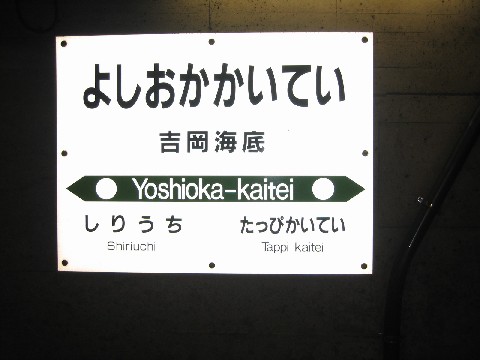 よしおかかいてい
吉岡海底
Yoshioka-kaitei
しりうち たっぴかいてい
Shiriuchi Tappi kaitei